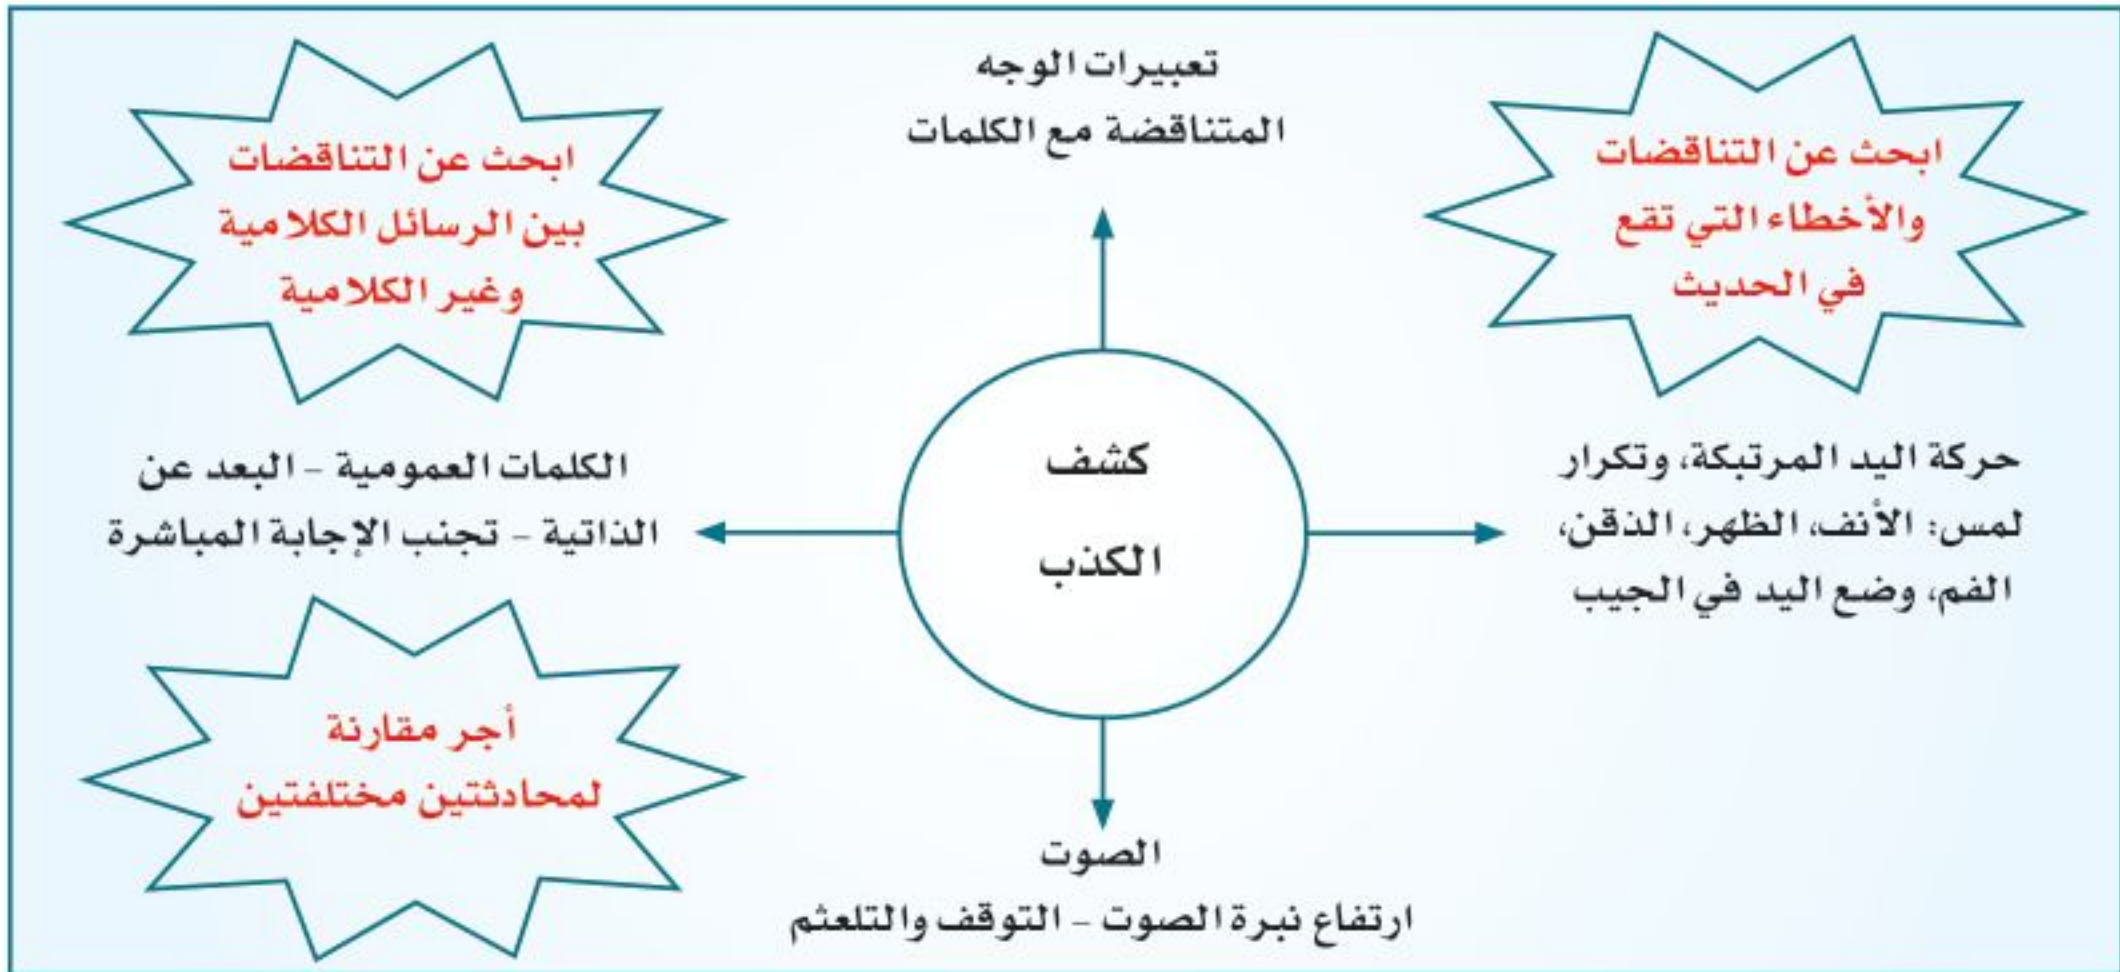 تعبيرات الوجه
المتناقضة مع الكلمات
ابحث عن التناقضات
والأخطاء التي تقع
في الحديث
ابحث عن التناقضات
بين الرسائل الكلامية
وغير الكلامية
كشف
الكذب
حركة اليد المرتبكة، وتكرار
لمس: الأنف، الظهر، الذقن،
الفم، وضع اليد في الجيب
الكلمات العمومية – البعد عن
الذاتية – تجنب الإجابة المباشرة
أجر مقارنة
لمحادثتين مختلفتين
الصوت
ارتفاع نبرة الصوت – التوقف والتلعثم